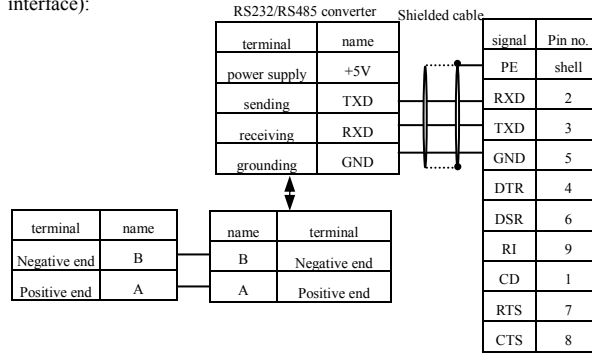 interface):
RS232/RS485 converter
Shielded cable
terminal name
power supply +5V
sending TXD
receiving RXD
grounding GND
signal Pin no.
PE shell
RXD 2
TXD 3
GND 5
DTR 4
DSR 6
RI 9
CD 1
RTS 7
CTS 8
terminal name
Negative end B
Positive end A
name terminal
B Negative end
A Positive end